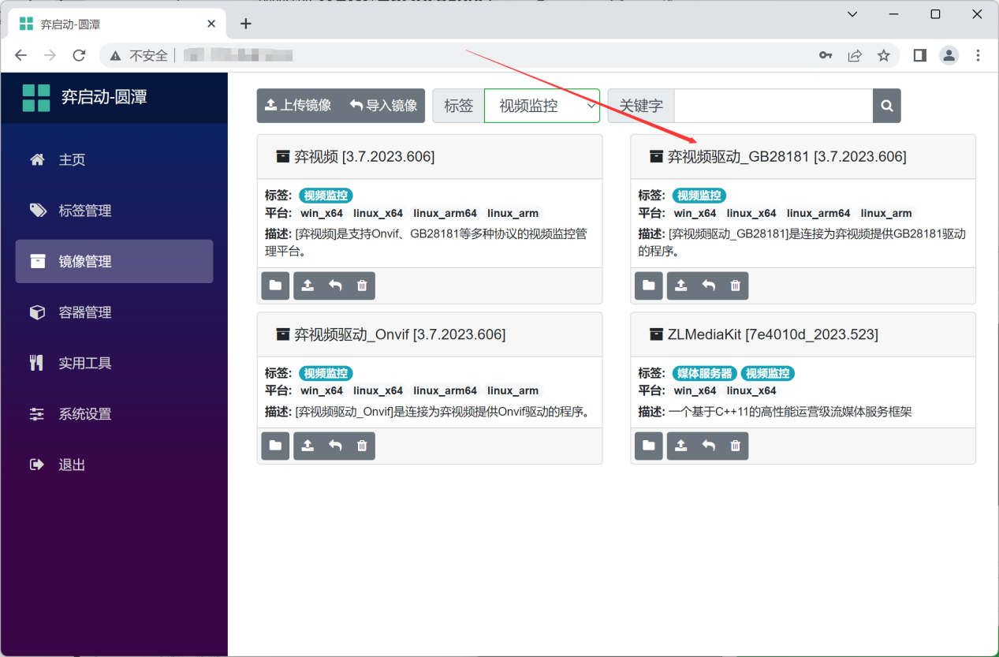 弈启动-圆潭
不安全
弈启动-圆潭
主页
标签管理
镜像管理
容器管理
实用工具
系统设置
退出
上传镜像 导入镜像 标签 视频监控 关键字
弈视频 [3.7.2023.606]
标签: 视频监控
平台: win_x64 linux_x64 linux_arm64 linux_arm
描述: [弈视频]是支持Onvif、GB28181等多种协议的视频监控管
理平台。
弈视频驱动_GB28181 [3.7.2023.606]
标签: 视频监控
平台: win_x64 linux_x64 linux_arm64 linux_arm
描述: [弈视频驱动_GB28181]是连接为弈视频提供GB28181驱动
的程序。
弈视频驱动_Onvif [3.7.2023.606]
标签: 视频监控
平台: win_x64 linux_x64 linux_arm64 linux_arm
描述: [弈视频驱动_Onvif]是连接为弈视频提供Onvif驱动的程序。
ZLMediaKit [7e4010d_2023.523]
标签: 媒体服务器 视频监控
平台: win_x64 linux_x64
描述: 一个基于C++11的高性能运营级流媒体服务框架